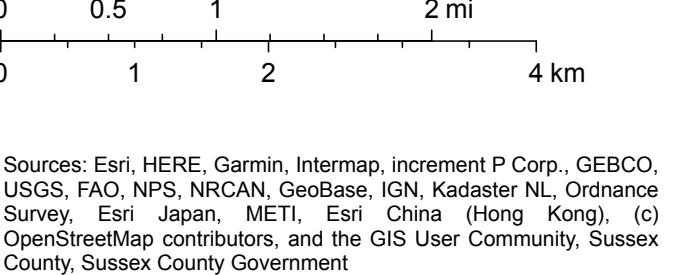 0 0.5 1 2 mi
0 1 2 4 km
Sources: Esri, HERE, Garmin, Intermap, increment P Corp., GEBCO,
USGS, FAO, NPS, NRCAN, GeoBase, IGN, Kadaster NL, Ordnance
Survey, Esri Japan, METI, Esri China (Hong Kong), (c)
OpenStreetMap contributors, and the GIS User Community, Sussex
County, Sussex County Government